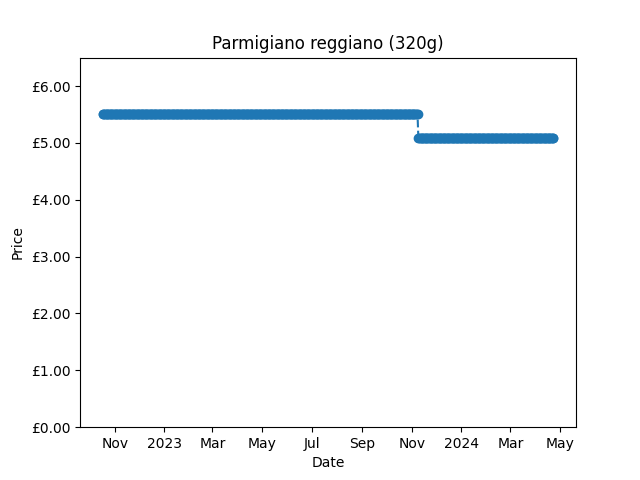 Parmigiano reggiano (320g)
£6.00
£5.00
£4.00
£3.00
£2.00
£1.00
£0.00
Price
Nov 2023 Mar May Jul Sep Nov 2024 Mar May
Date